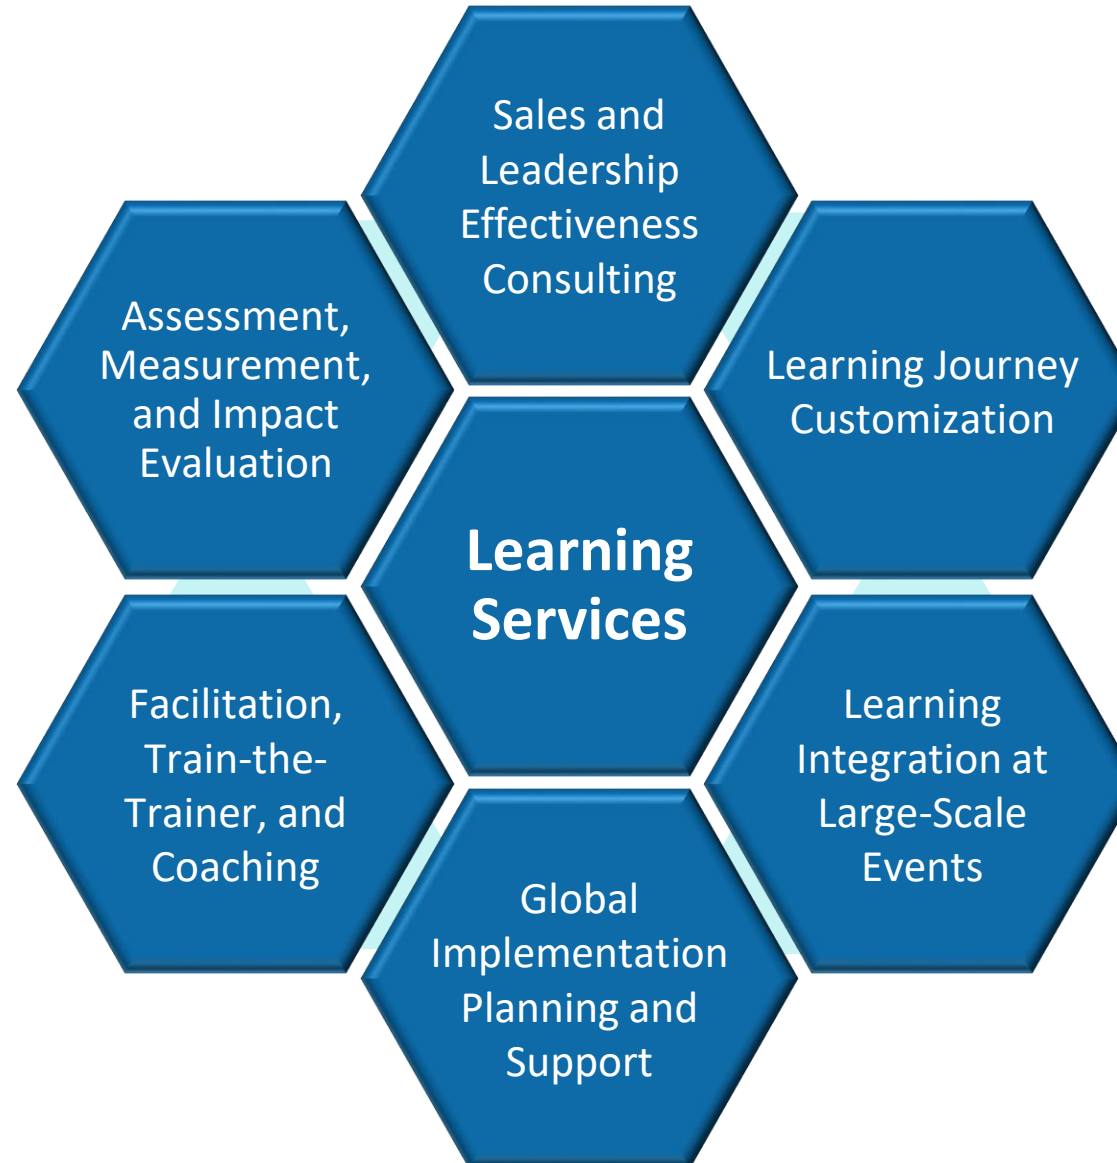 Sales and
Leadership
Effectiveness
Consulting
Learning Journey
Customization
Learning
Integration at
Large-Scale
Events
Global
Implementation
Planning and
Support
Facilitation,
Train-the-
Trainer, and
Coaching
Assessment,
Measurement,
and Impact
Evaluation
Learning
Services